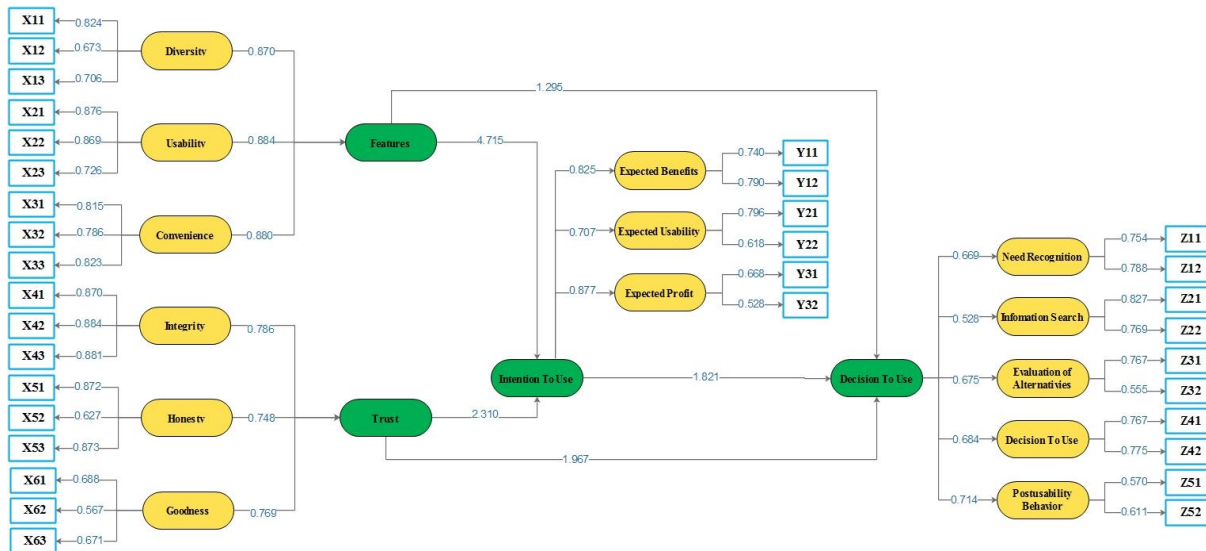 X11
0.824
X12
0.673
X13
0.706
Diversity
0.870
X21
0.876
X22
0.869
X23
0.726
Usability
0.884
X31
0.815
X32
0.786
X33
0.823
Convenience
0.880
X41
0.870
X42
0.884
X43
0.881
Integrity
0.786
X51
0.872
X52
0.627
X53
0.873
Honesty
0.748
X61
0.688
X62
0.567
X63
0.671
Goodness
0.769
Features
1.295
4.715
Trust
2.310
1.967
Intention To Use
1.821
0.825
Expected Benefits
0.740
Y11
0.790
Y12
0.707
Expected Usability
0.796
Y21
0.618
Y22
0.877
Expected Profit
0.668
Y31
0.528
Y32
Decision To Use
0.669
Need Recognition
0.754
Z11
0.788
Z12
0.528
Infomation Search
0.827
Z21
0.769
Z22
0.675
Evaluation of
Alternativies
0.767
Z31
0.555
Z32
0.684
Decision To Use
0.767
Z41
0.775
Z42
0.714
Postusability
Behavior
0.570
Z51
0.611
Z52